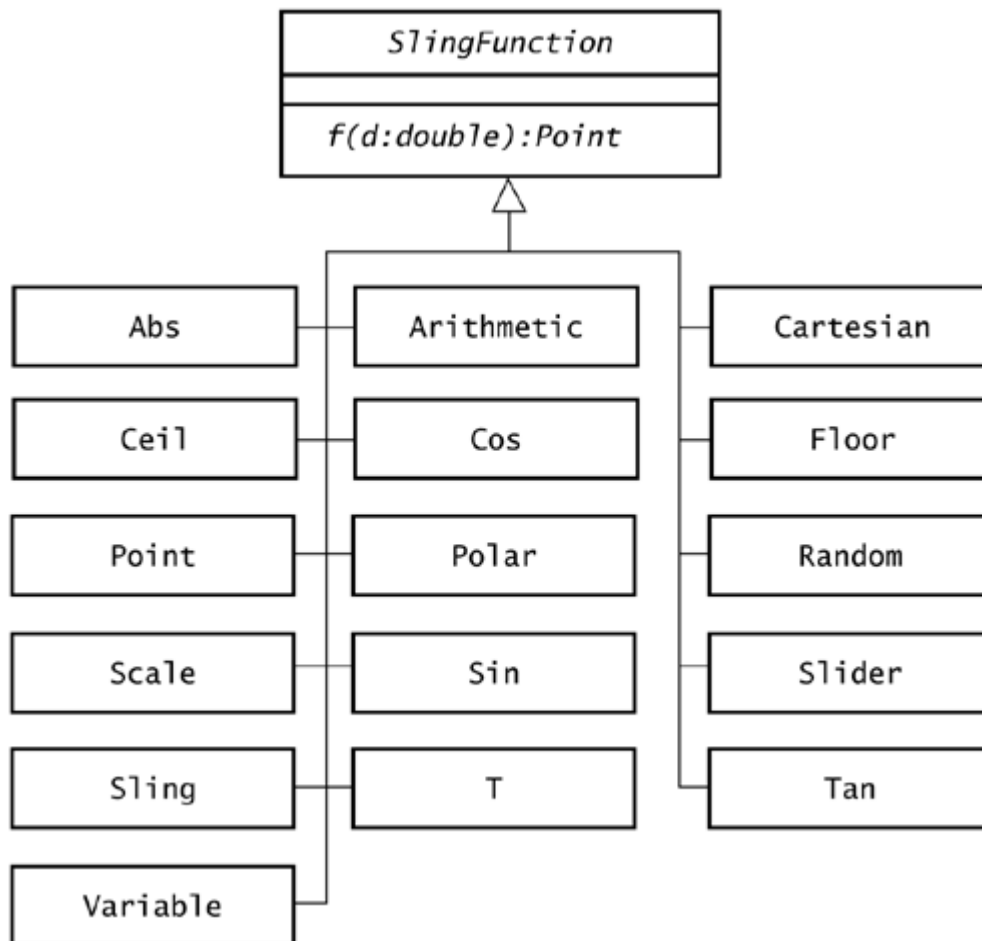 SlingFunction
f(d:double):Point
Abs
Arithmetic
Cartesian
Ceil
Cos
Floor
Point
Polar
Random
Scale
Sin
Slider
Sling
T
Tan
Variable